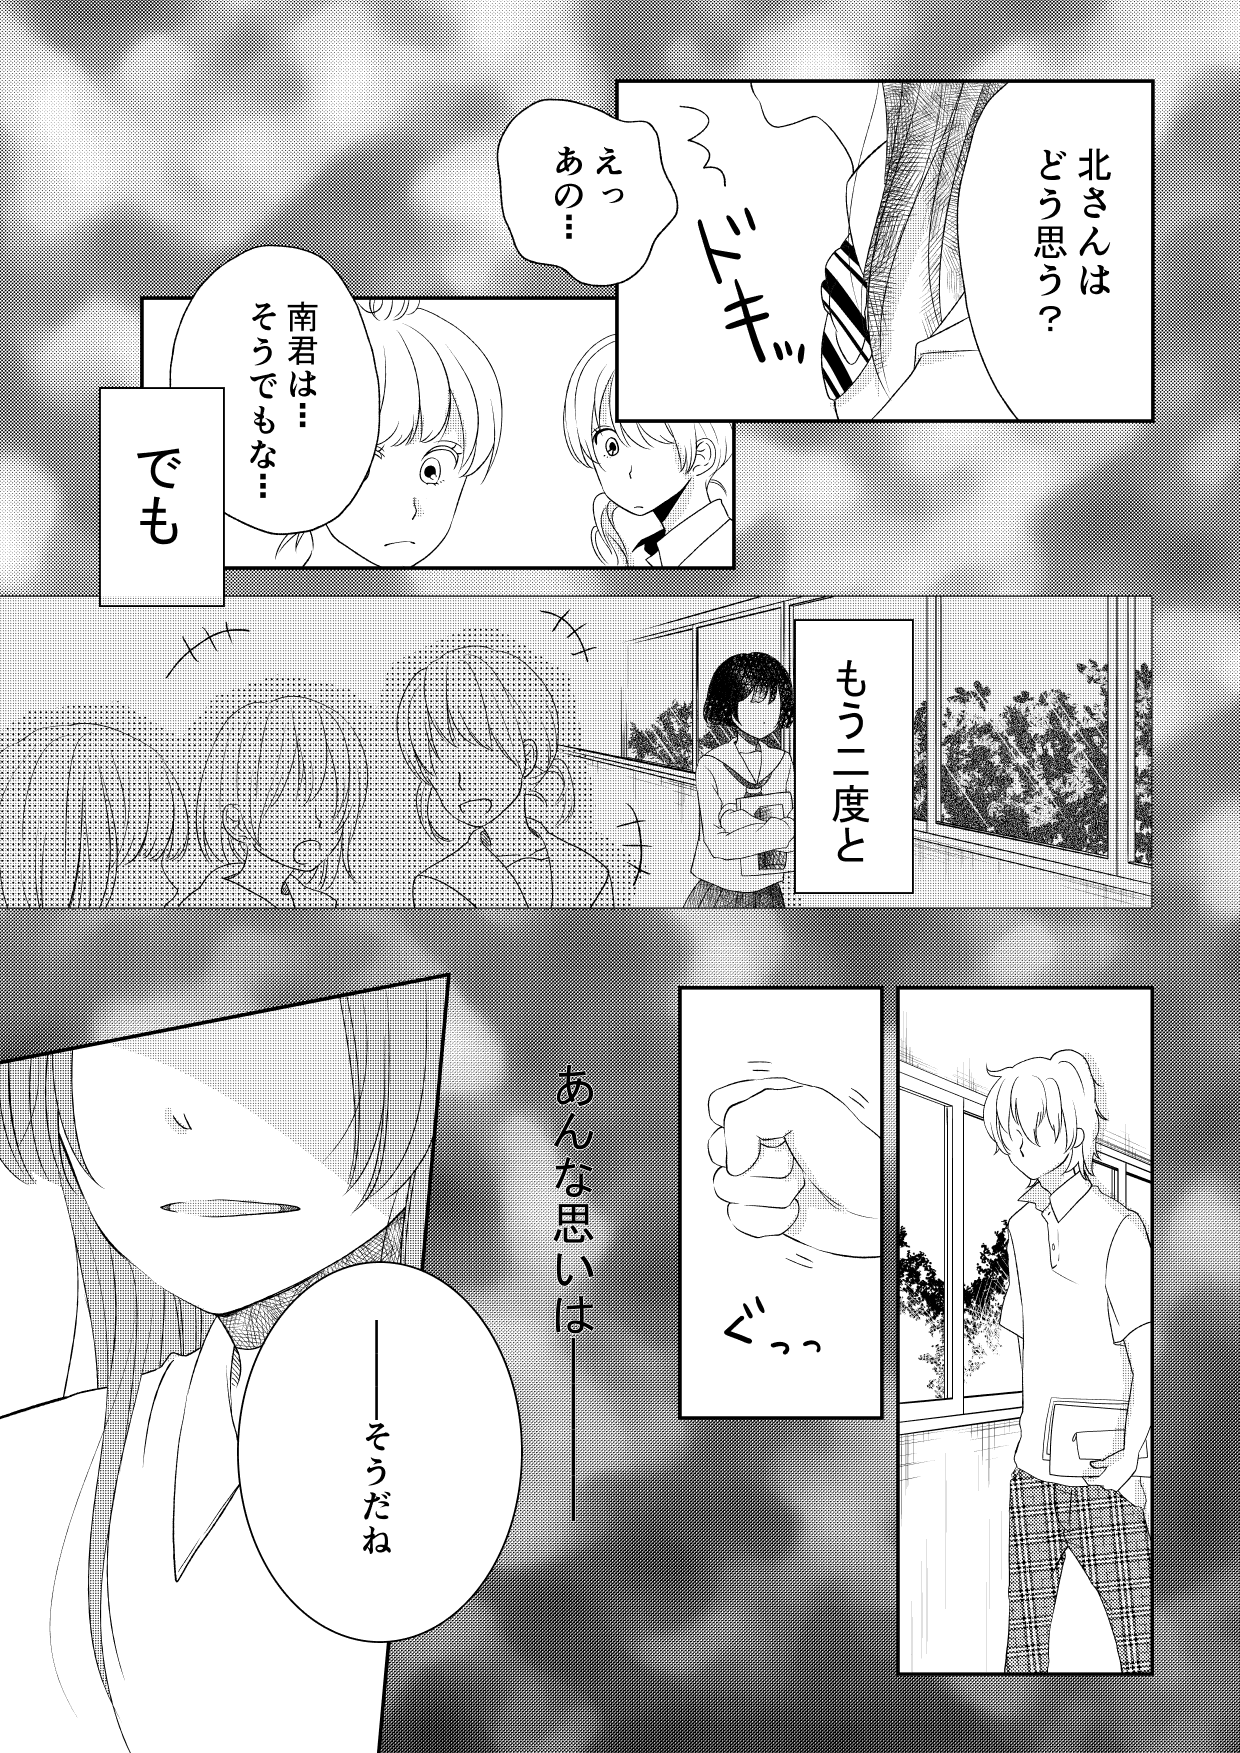 北さんは
どう思う？
ドキッ
えっ
あの…
南君は…
そうでもな…
でも
もう二度と
ぐっっ
あんな思いは――
――そうだね